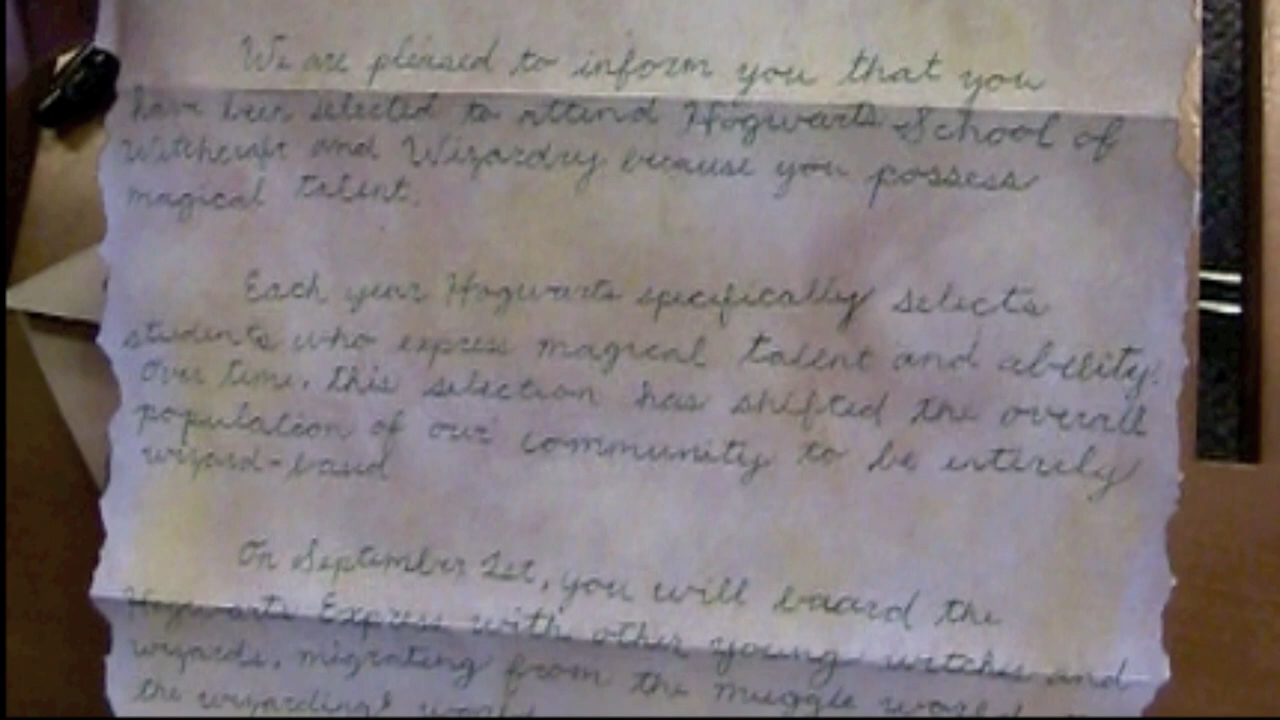 We are pleased to inform you that you
have been selected to attend Hogwarts School of
Witchcraft and Wizardry because you possess
magical talent.
Each year Hogwarts specifically selects
students who express magical talent and ability.
Over time, this selection has shifted the overall
population of our community to be entirely
wizard-based
On September 1st, you will board the
Hogwarts Express with other young witches and
wizards, migrating from the muggle world
the wizarding world